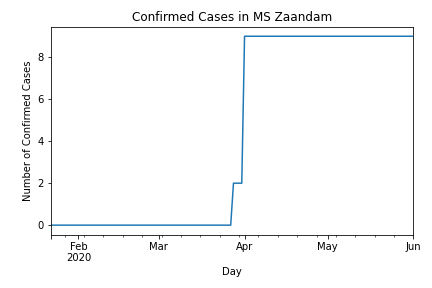 Confirmed Cases in MS Zaandam
Number of Confirmed Cases
8
6
4
2
0
Feb
2020
Mar
Apr
May
Jun
Day